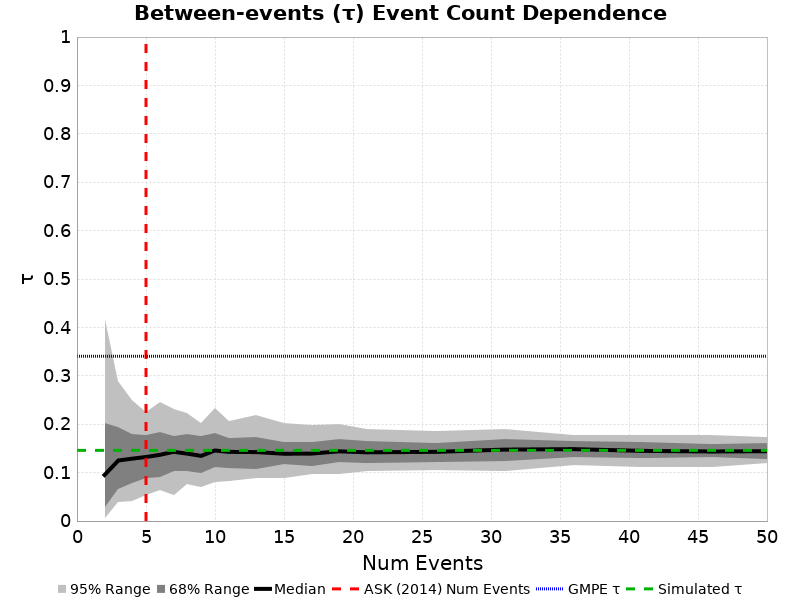 Between-events (τ) Event Count Dependence
1
0.9
0.8
0.7
0.6
0.5
0.4
0.3
0.2
0.1
0
τ
0 5 10 15 20 25 30 35 40 45 50
Num Events
95% Range 68% Range Median ASK (2014) Num Events GMPE τ Simulated τ